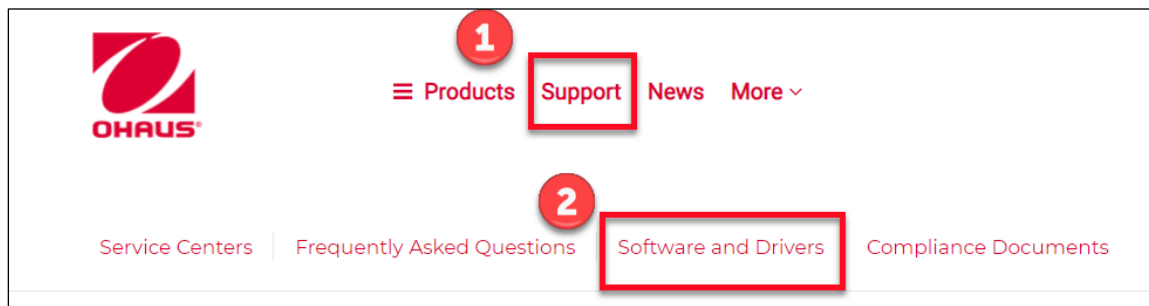 1
≡ Products Support News More
OHAUS®
2
Service Centers Frequently Asked Questions Software and Drivers Compliance Documents